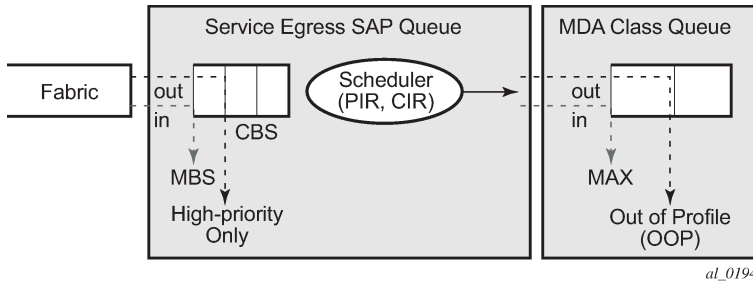 Service Egress SAP Queue
MDA Class Queue
Fabric
out
in
CBS
Scheduler
(PIR, CIR)
out
in
MBS
High-priority
Only
MAX
Out of Profile
(OOP)
al_0194